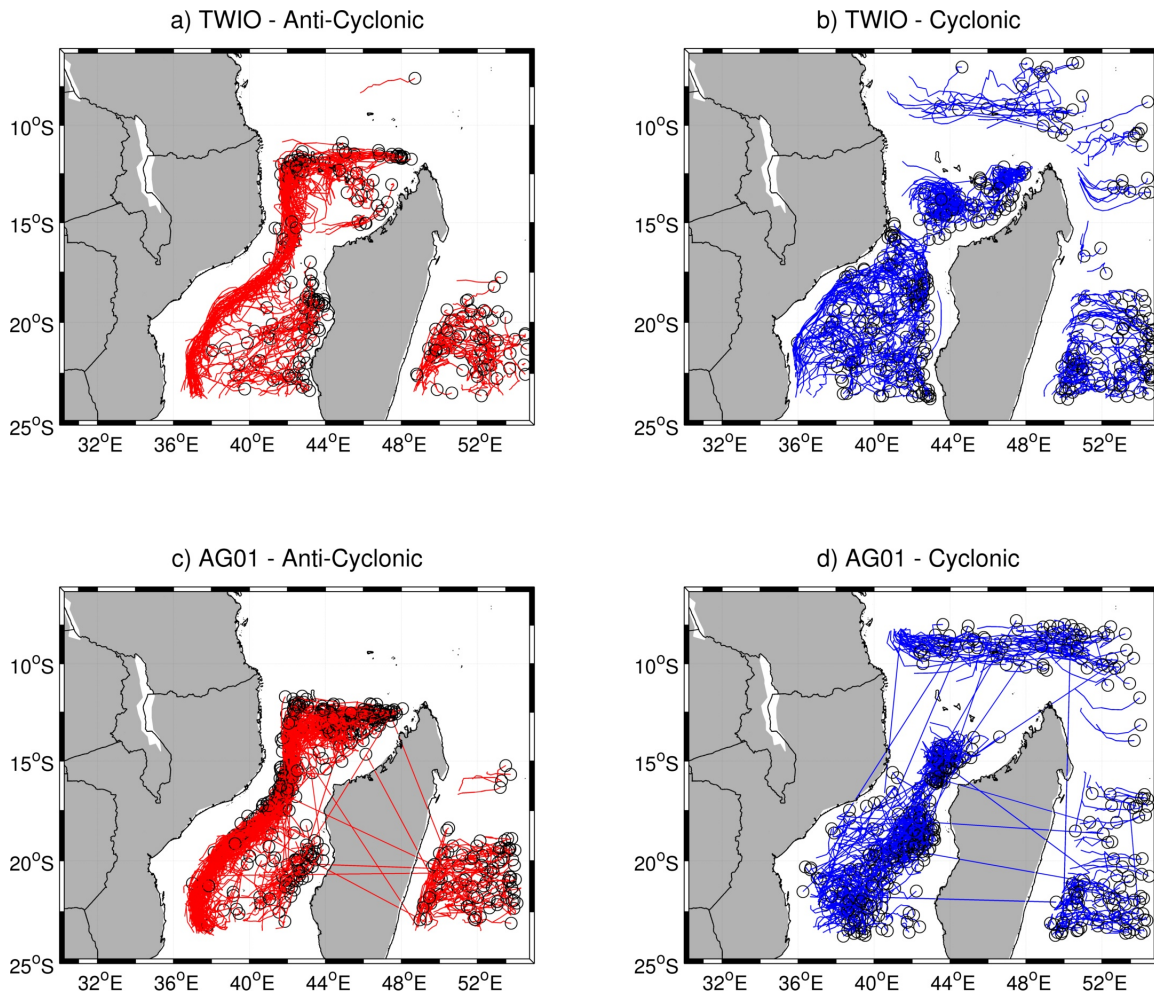 a) TWIO - Anti-Cyclonic
b) TWIO - Cyclonic
10°S
15°S
20°S
25°S
32°E 36°E 40°E 44°E 48°E 52°E
10°S
15°S
20°S
25°S
32°E 36°E 40°E 44°E 48°E 52°E
c) AG01 - Anti-Cyclonic
d) AG01 - Cyclonic
10°S
15°S
20°S
25°S
32°E 36°E 40°E 44°E 48°E 52°E
10°S
15°S
20°S
25°S
32°E 36°E 40°E 44°E 48°E 52°E